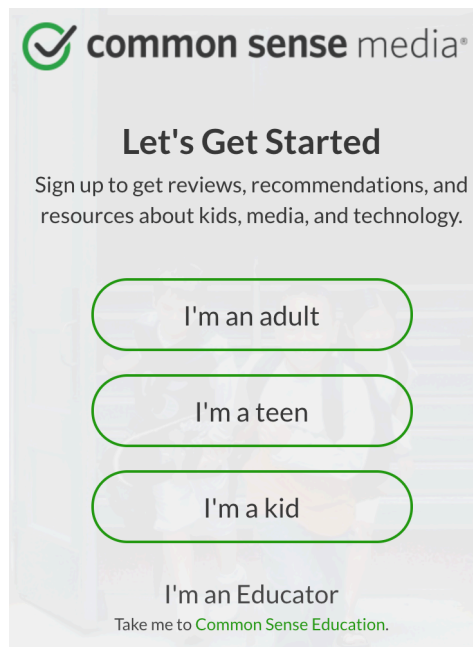 common sense media®
Let's Get Started
Sign up to get reviews, recommendations, and
resources about kids, media, and technology.
I'm an adult
I'm a teen
I'm a kid
I'm an Educator
Take me to Common Sense Education.